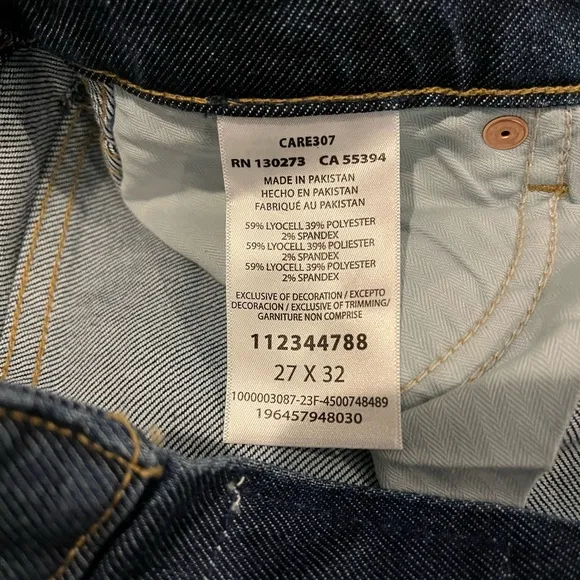 CARE307
RN 130273 CA 55394
MADE IN PAKISTAN
HECHO EN PAKISTAN
FABRIQUÉ AU PAKISTAN
59% LYOCELL 39% POLYESTER
2% SPANDEX
59% LYOCELL 39% POLIESTER
2% SPANDEX
59% LYOCELL 39% POLYESTER
2% SPANDEX
EXCLUSIVE OF DECORATION / EXCEPTO
DECORACION / EXCLUSIVE OF TRIMMING/
GARNITURE NON COMPRISE
112344788
27 X 32
1000003087-23F-4500748489
196457948030